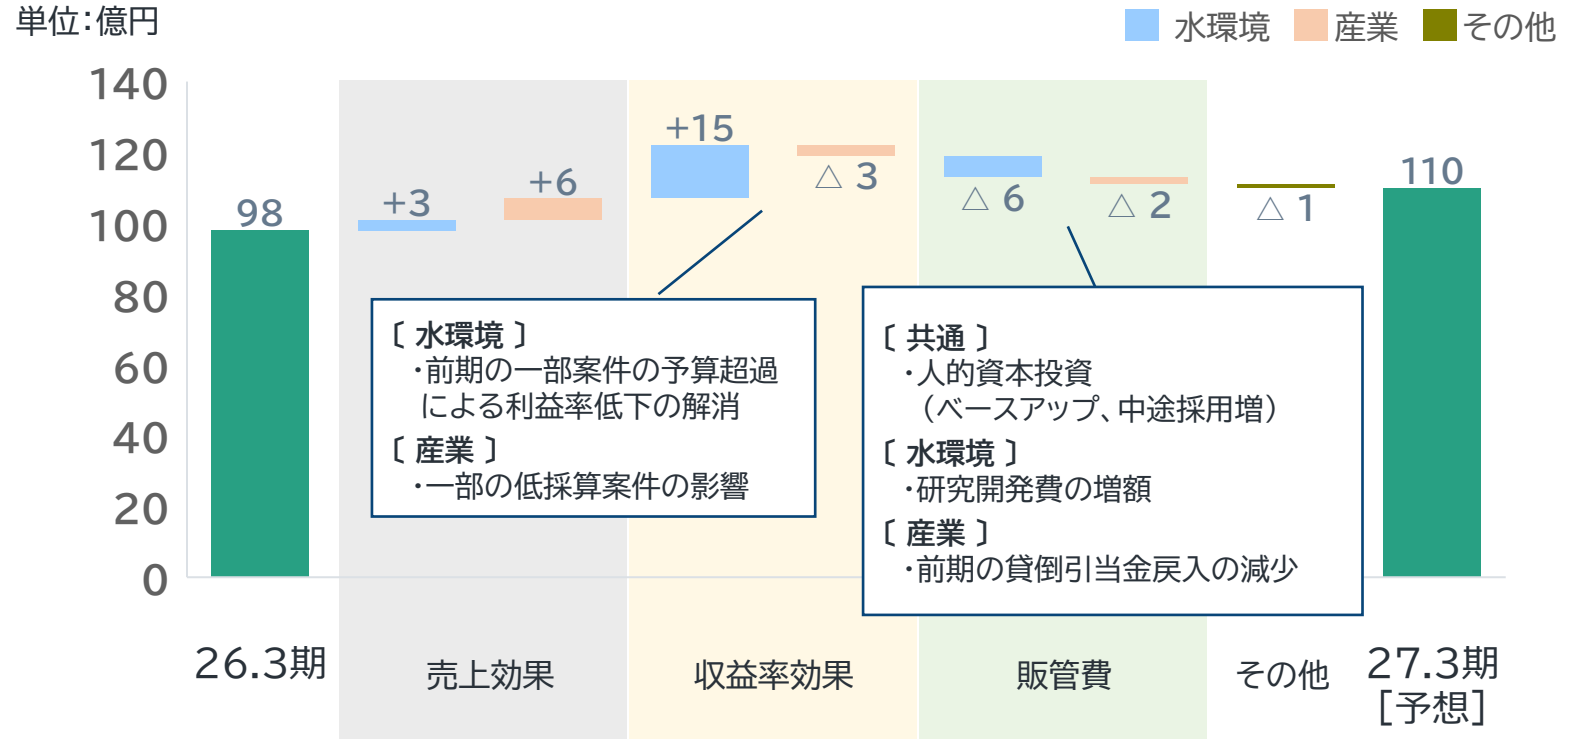 単位：億円
水環境 産業 その他
140
120
100
80
60
40
20
0
98
+3
+6
+15
△ 3
△ 6
△ 2
△ 1
110
〔 水環境 〕
・前期の一部案件の予算超過
による利益率低下の解消
〔 産業 〕
・一部の低採算案件の影響
〔 共通 〕
・人的資本投資
（ベースアップ、中途採用増）
〔 水環境 〕
・研究開発費の増額
〔 産業 〕
・前期の貸倒引当金戻入の減少
26.3期
売上効果
収益率効果
販管費
その他
27.3期
［予想］